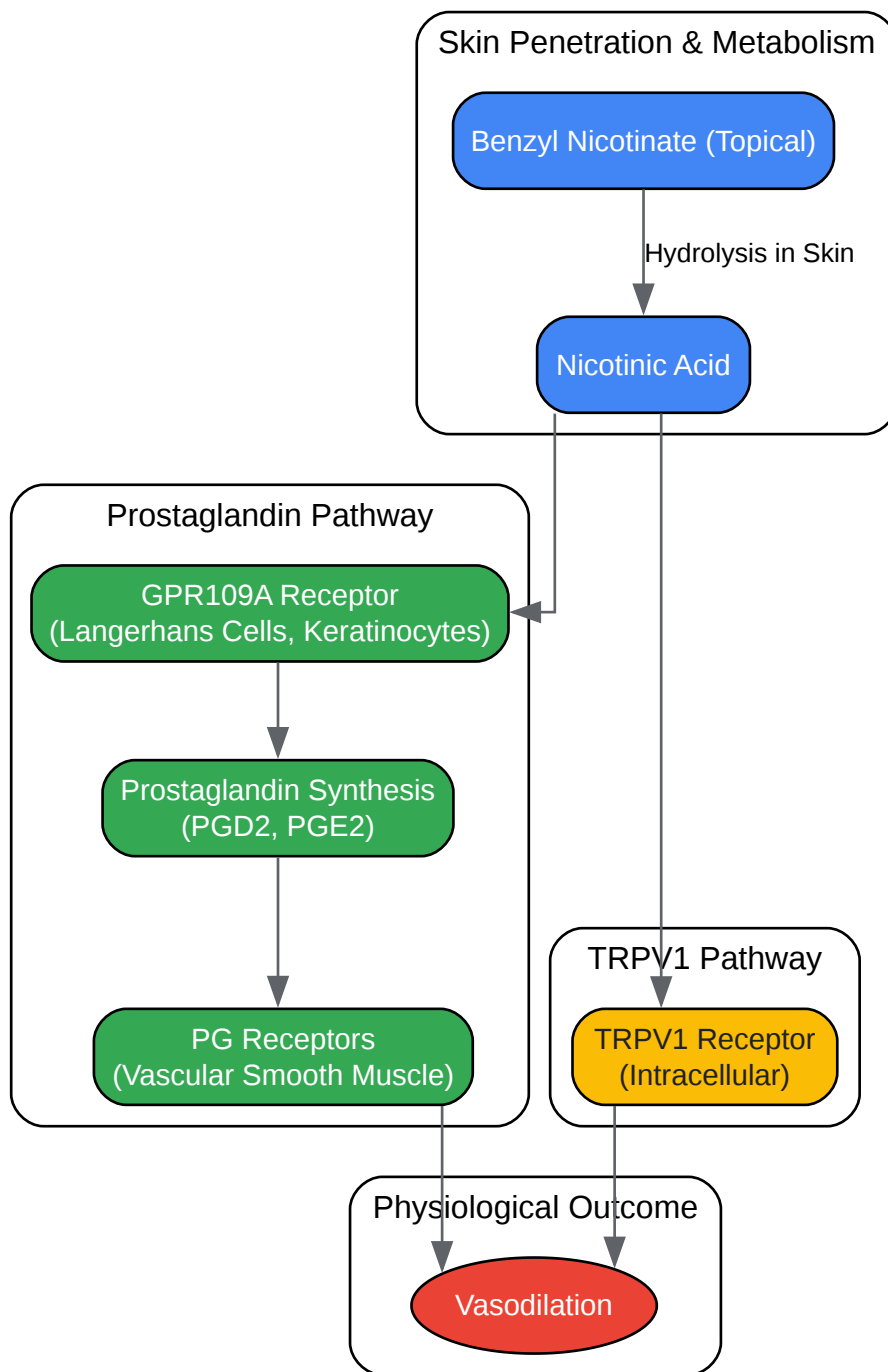 Skin Penetration & Metabolism
Benzyl Nicotinate (Topical)
Hydrolysis in Skin
Nicotinic Acid
Prostaglandin Pathway
GPR109A Receptor
(Langerhans Cells, Keratinocytes)
Prostaglandin Synthesis
(PGD2, PGE2)
PG Receptors
(Vascular Smooth Muscle)
TRPV1 Pathway
TRPV1 Receptor
(Intracellular)
Physiological Outcome
Vasodilation